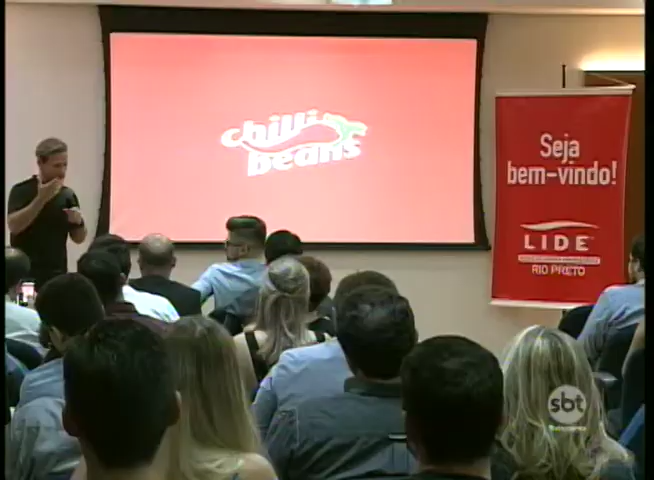 chilli
beans
Seja
bem-vindo!
LIDE
RIO PRETO
sbt